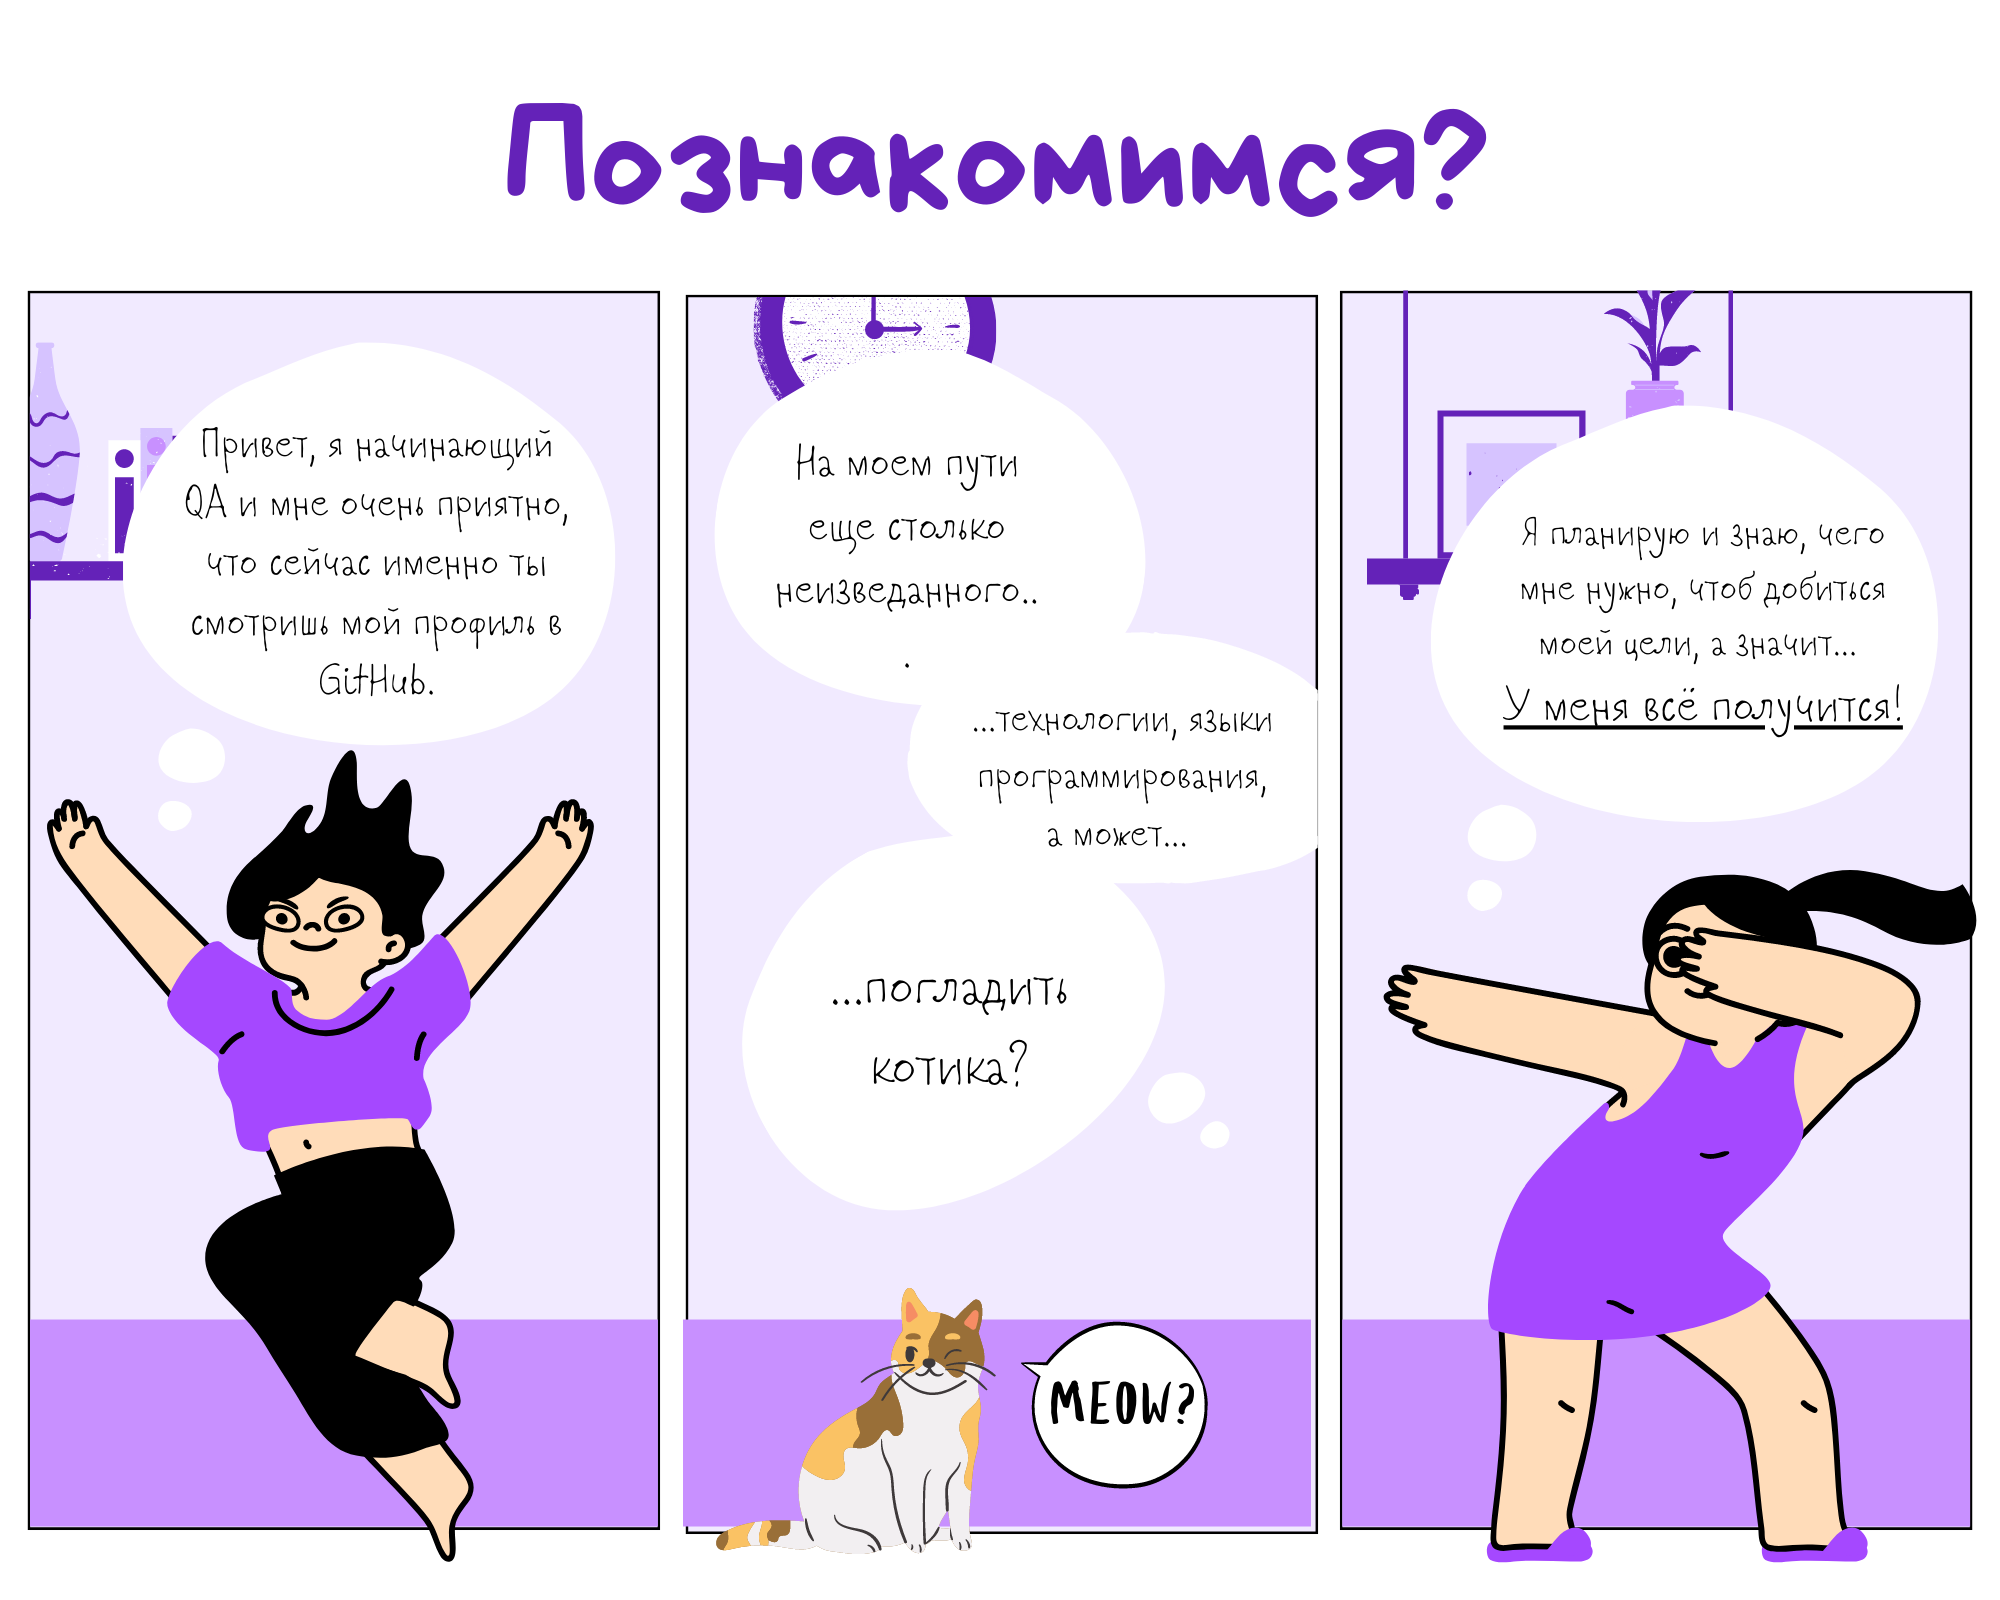 Познакомимся?
Привет, я начинающий
QA и мне очень приятно,
что сейчас именно ты
смотришь мой профиль в
GitHub.
На моем пути
еще столько
неизведанного..
.
...технологии, языки
программирования,
а может...
...погладить
котика?
MEOW?
Я планирую и знаю, чего
мне нужно, чтоб добиться
моей цели, а значит...
У меня всё получится!